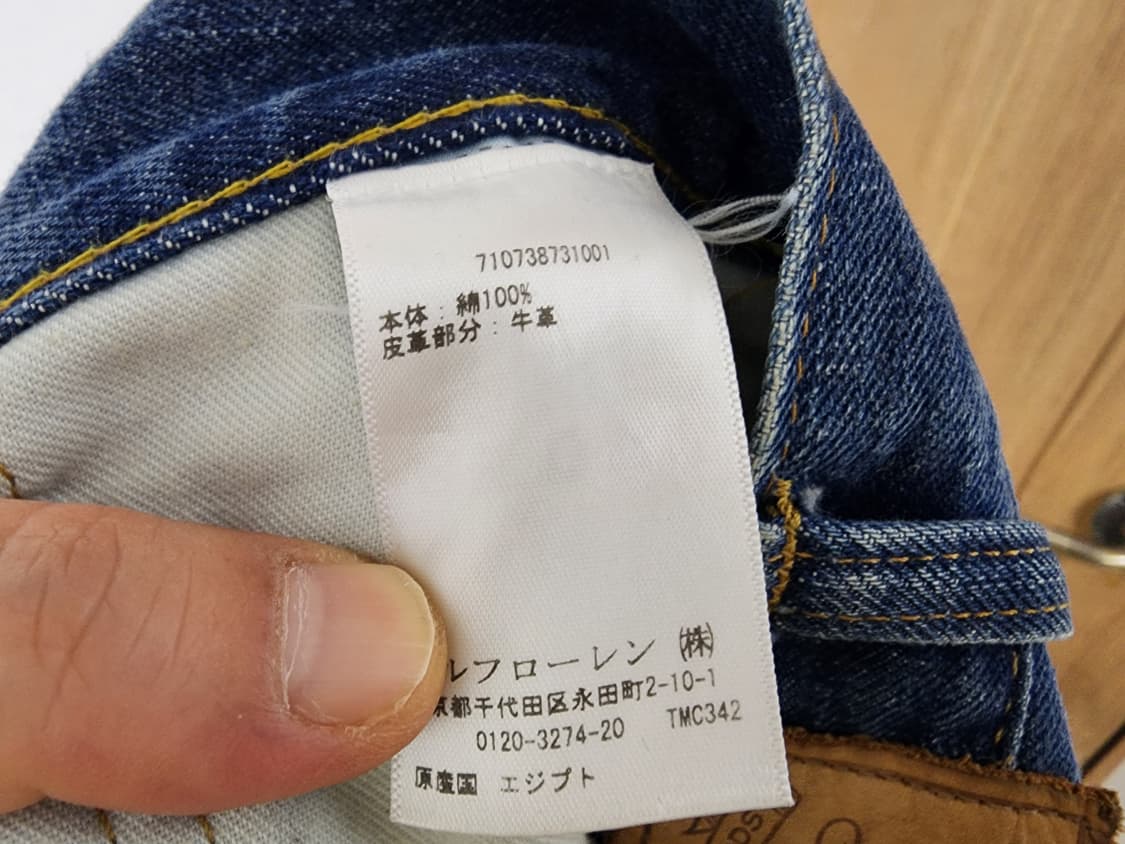 710738731001
本体：綿100%
皮革部分：牛革
ルフローレン ㈱
京都千代田区永田町2-10-1
0120-3274-20 TMC342
原産国 エジプト